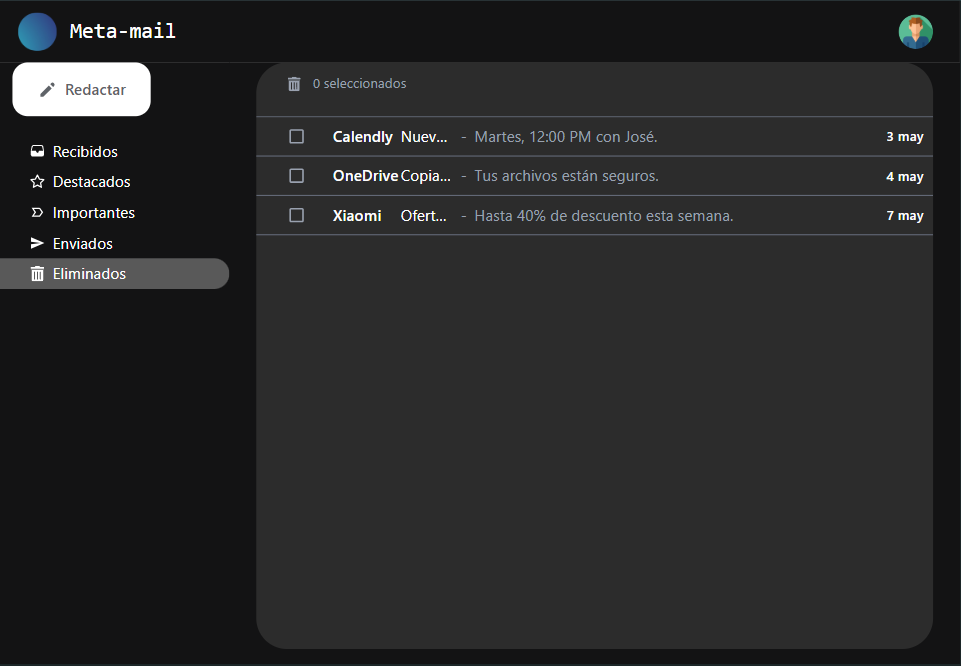 Meta-mail
Redactar
Recibidos
Destacados
Importantes
Enviados
Eliminados
0 seleccionados
Calendly Nuev... - Martes, 12:00 PM con José. 3 may
OneDrive Copia... - Tus archivos están seguros. 4 may
Xiaomi Ofert... - Hasta 40% de descuento esta semana. 7 may